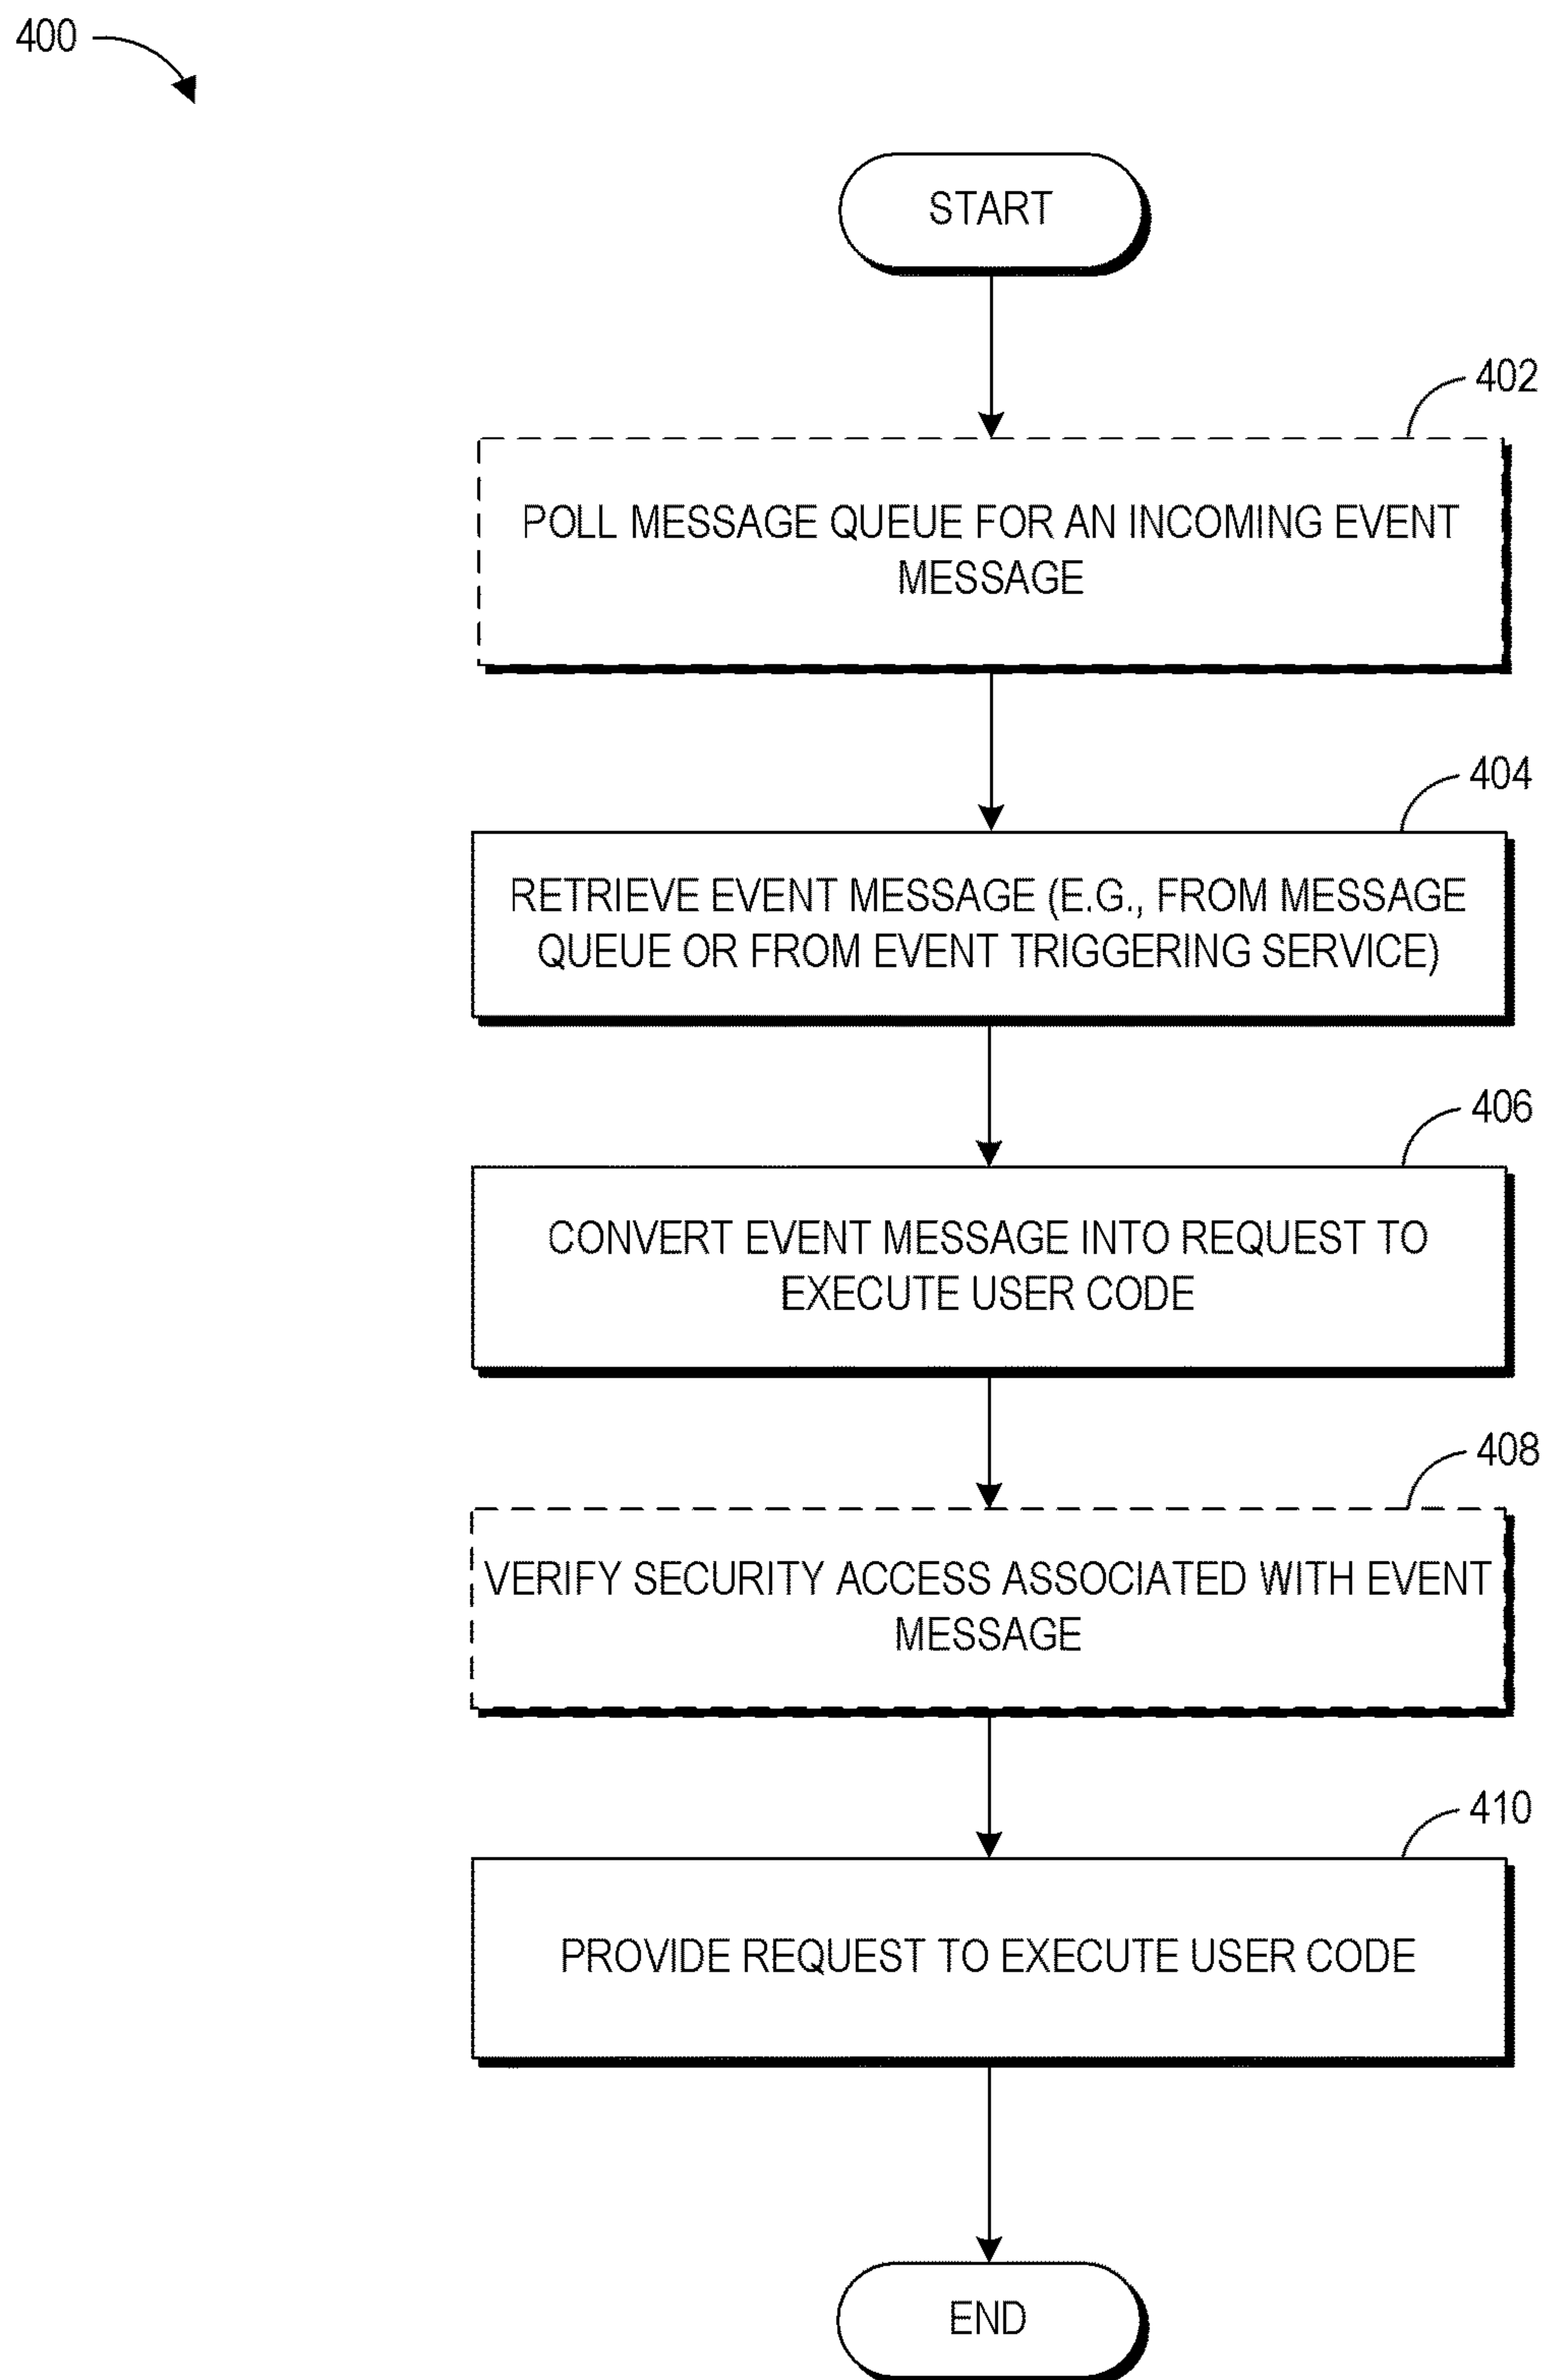 400
START
402
POLL MESSAGE QUEUE FOR AN INCOMING EVENT
MESSAGE
404
RETRIEVE EVENT MESSAGE (E.G., FROM MESSAGE
QUEUE OR FROM EVENT TRIGGERING SERVICE)
406
CONVERT EVENT MESSAGE INTO REQUEST TO
EXECUTE USER CODE
408
VERIFY SECURITY ACCESS ASSOCIATED WITH EVENT
MESSAGE
410
PROVIDE REQUEST TO EXECUTE USER CODE
END